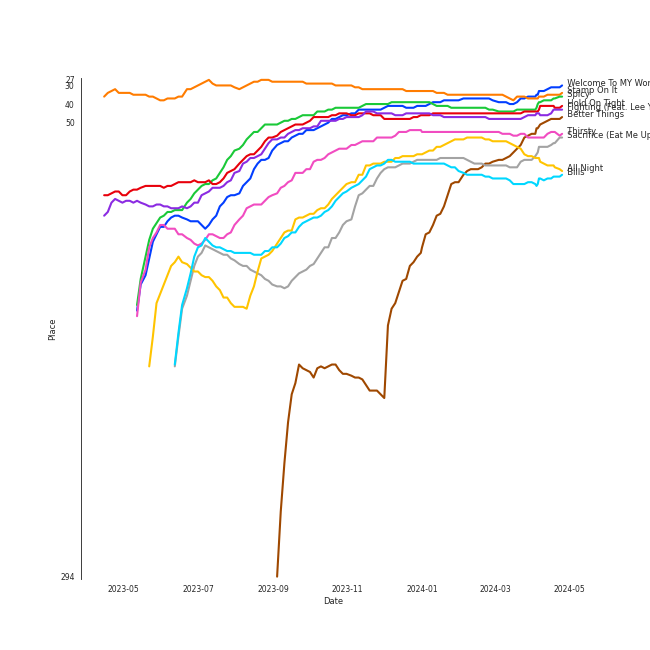 27
30
40
50
294
Place
2023-05
2023-07
2023-09
2023-11
2024-01
2024-03
2024-05
Date
Welcome To MY Wor
Stamp On It
Spicy
Hold On Tight
Fighting (Feat. Lee Y
Better Things
Thirsty
Sacrifice (Eat Me Up
All Night